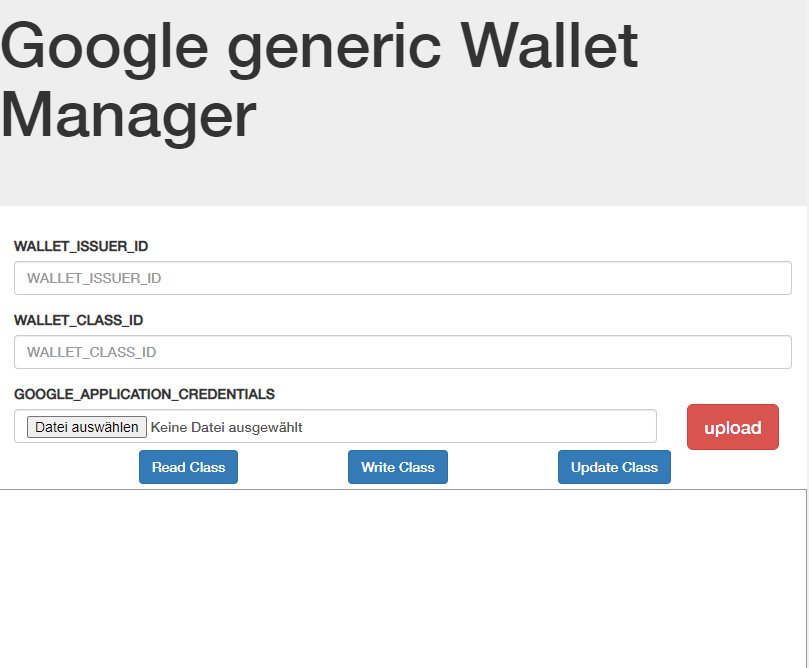 Google generic Wallet
Manager
WALLET_ISSUER_ID
WALLET_ISSUER_ID
WALLET_CLASS_ID
WALLET_CLASS_ID
GOOGLE_APPLICATION_CREDENTIALS
Datei auswählen Keine Datei ausgewählt upload
Read Class Write Class Update Class